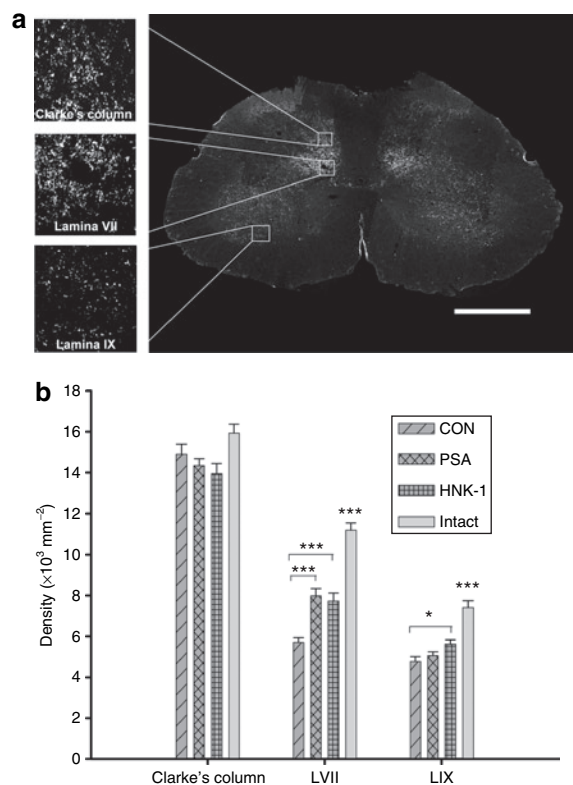 a
Clarke's column
Lamina VII
Lamina IX
b
18
16
14
12
10
8
6
4
2
0
Density (×10³ mm⁻²)
CON
PSA
HNK-1
Intact
***
***
***
*
***
Clarke's column LVII LIX